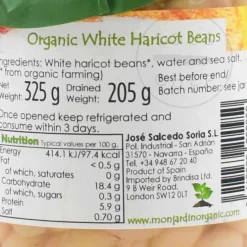 Organic White Haricot Beans
Ingredients: White haricot beans*, water and sea salt.
* from organic farming)
Net Weight: 325 g Drained Weight: 205 g
Best before end/
Batch number: see jar
Once opened keep refrigerated and
consume within 3 days.
Nutrition Typical values per 100 g.
Energy 414.1 kJ/97.4 kcal
Fat < 0.5 g
of which, saturates 0 g
Carbohydrate 18.4 g
of which, sugars 0.3 g
Protein 5.9 g
Salt 0.70 g
José Salcedo Soria S.L
Pol. Industrial - San Adrian
31570 - Navarra - España
Tel. +34 948 67 20 40
Product of Spain
Imported by Brindisa Ltd
9 B Weir Road,
London SW12 0LT
www.monjardinorganic.com